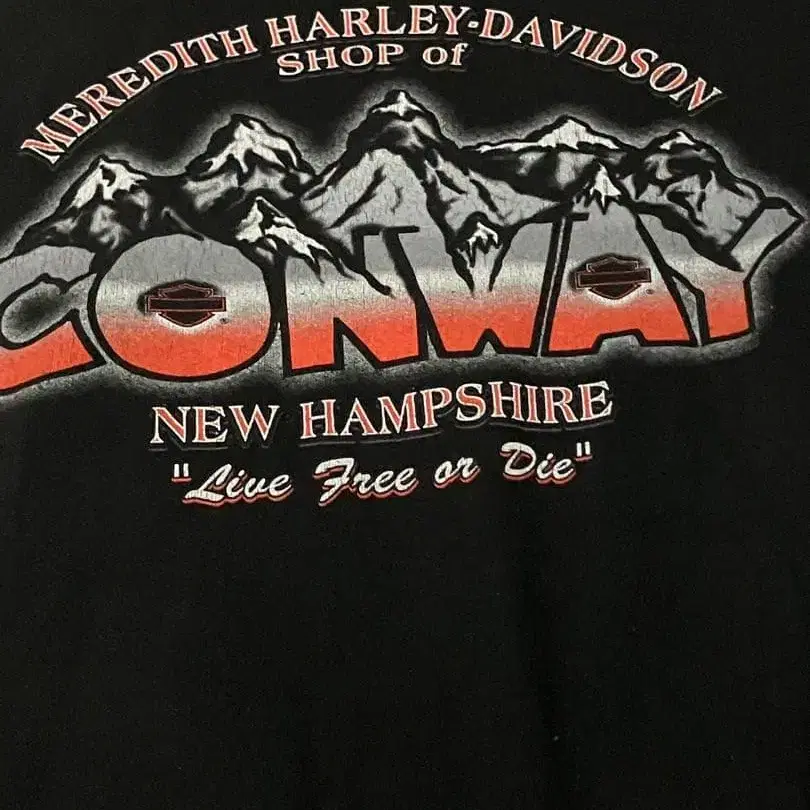 MEREDITH HARLEY-DAVIDSON
SHOP of
CONWAY
NEW HAMPSHIRE
"Live Free or Die"